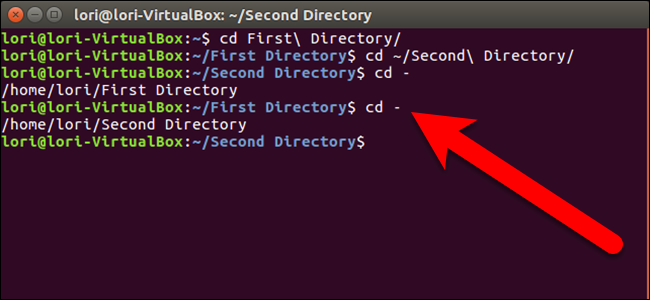 lori@lori-VirtualBox: ~/Second Directory
lori@lori-VirtualBox:~$ cd First\ Directory/
lori@lori-VirtualBox:~/First Directory$ cd ~/Second\ Directory/
lori@lori-VirtualBox:~/Second Directory$ cd -
/home/lori/First Directory
lori@lori-VirtualBox:~/First Directory$ cd -
/home/lori/Second Directory
lori@lori-VirtualBox:~/Second Directory$